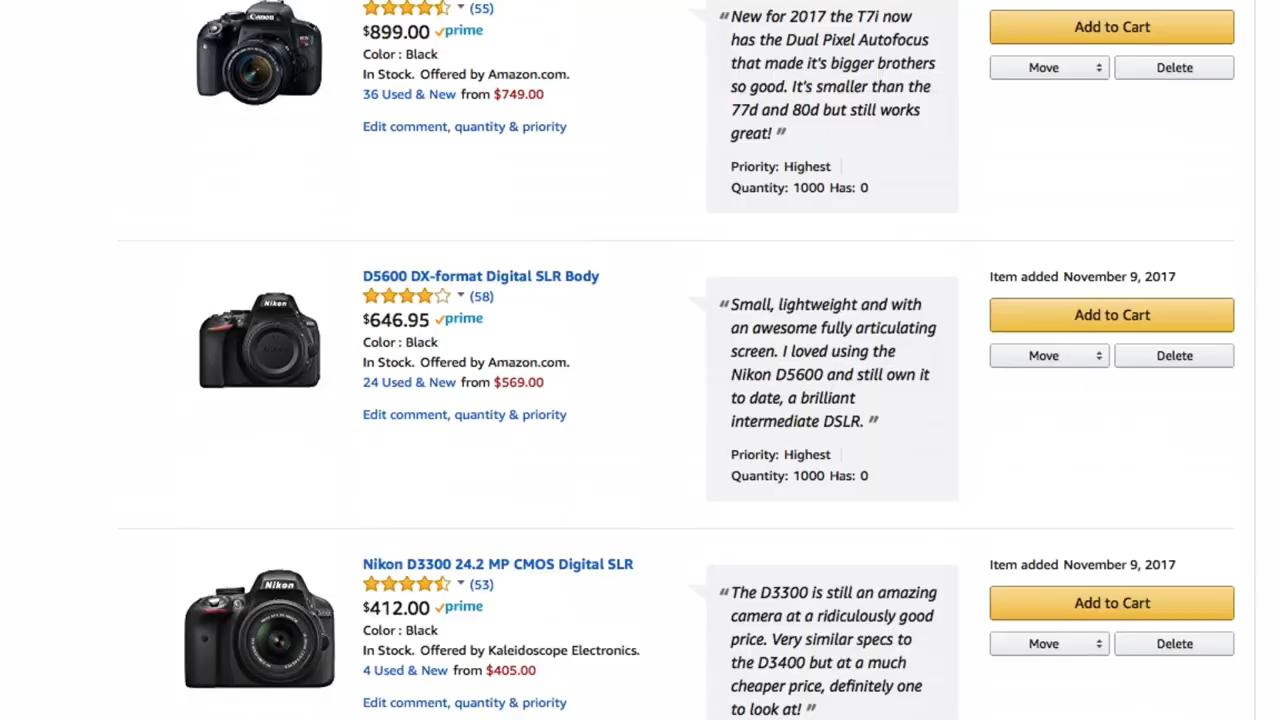 Canon
(55)
$899.00 prime
Color : Black
In Stock. Offered by Amazon.com.
36 Used & New from $749.00
Edit comment, quantity & priority
“New for 2017 the T7i now
has the Dual Pixel Autofocus
that made it's bigger brothers
so good. It's smaller than the
77d and 80d but still works
great! ”
Priority: Highest
Quantity: 1000 Has: 0
Add to Cart
Move
Delete
Nikon
D5600 DX-format Digital SLR Body
(58)
$646.95 prime
Color : Black
In Stock. Offered by Amazon.com.
24 Used & New from $569.00
Edit comment, quantity & priority
“Small, lightweight and with
an awesome fully articulating
screen. I loved using the
Nikon D5600 and still own it
to date, a brilliant
intermediate DSLR. ”
Priority: Highest
Quantity: 1000 Has: 0
Item added November 9, 2017
Add to Cart
Move
Delete
Nikon
Nikon D3300 24.2 MP CMOS Digital SLR
(53)
$412.00 prime
Color : Black
In Stock. Offered by Kaleidoscope Electronics.
4 Used & New from $405.00
Edit comment, quantity & priority
“The D3300 is still an amazing
camera at a ridiculously good
price. Very similar specs to
the D3400 but at a much
cheaper price, definitely one
to look at! ”
Item added November 9, 2017
Add to Cart
Move
Delete